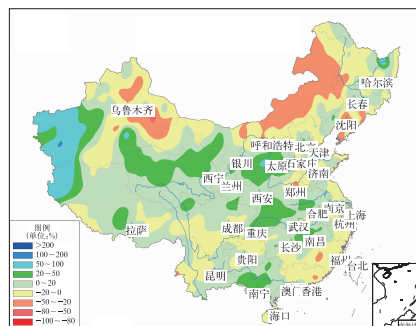 哈尔滨
长春
乌鲁木齐
沈阳
呼和浩特
北京
天津
银川
太原
石家庄
济南
西宁
兰州
郑州
西安
南京
合肥
上海
杭州
拉萨
成都
武汉
重庆
南昌
长沙
贵阳
福州
台北
昆明
南宁
澳门
香港
海口
图例
(单位:%)
>200
100~200
50~100
20~50
0~20
-20~0
-50~-20
-80~-50
-100~-80